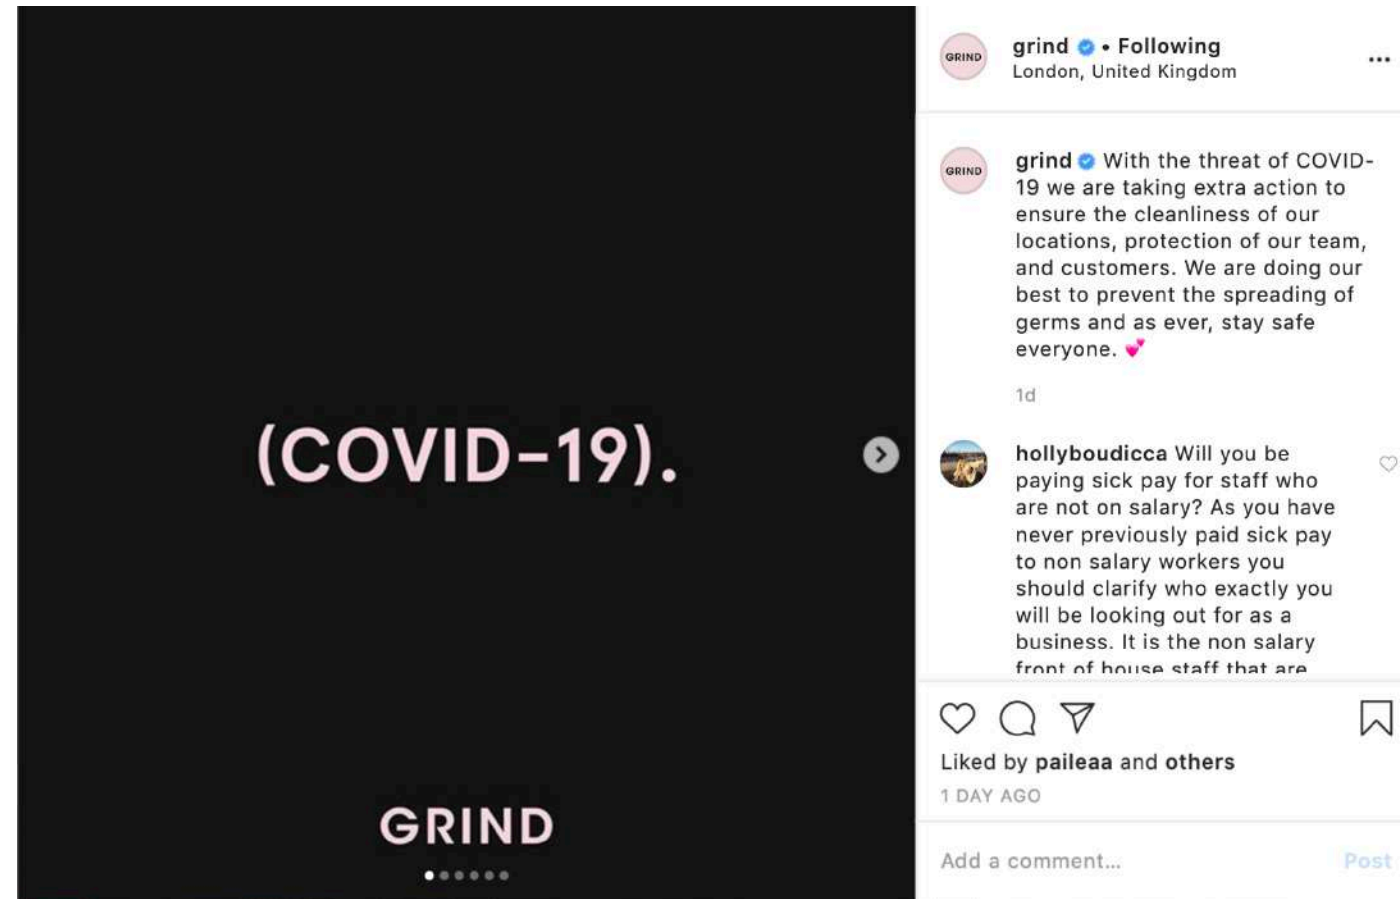 (COVID-19).
GRIND
GRIND
grind • Following
London, United Kingdom
GRIND
grind With the threat of COVID-
19 we are taking extra action to
ensure the cleanliness of our
locations, protection of our team,
and customers. We are doing our
best to prevent the spreading of
germs and as ever, stay safe
everyone. 💕
1d
hollyboudicca Will you be
paying sick pay for staff who
are not on salary? As you have
never previously paid sick pay
to non salary workers you
should clarify who exactly you
will be looking out for as a
business. It is the non salary
front of house staff that are
Liked by paileaa and others
1 DAY AGO
Add a comment...
Post